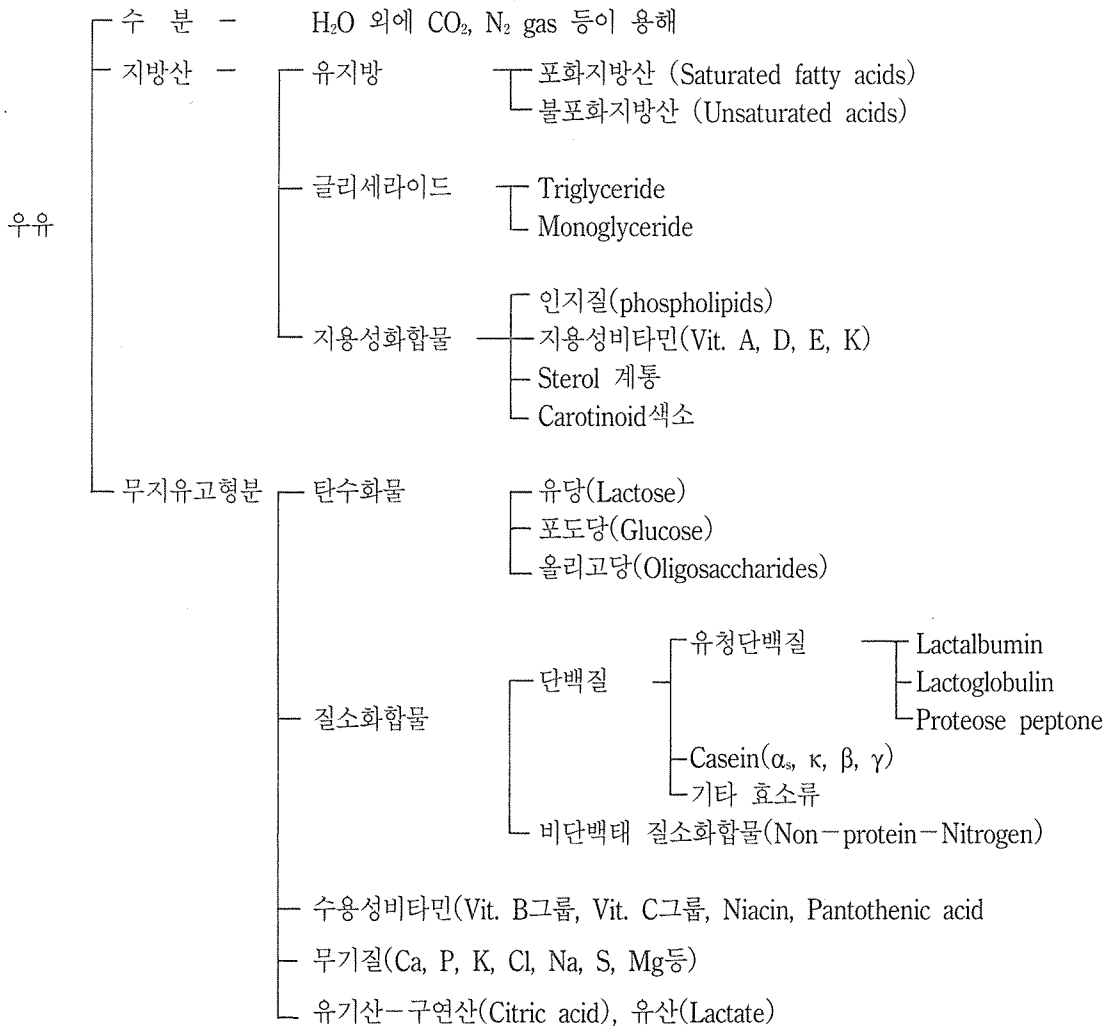 수 분 － H₂O 외에 CO₂, N₂ gas 등이 용해
지방산 － 유지방 포화지방산 (Saturated fatty acids)
불포화지방산 (Unsaturated acids)
글리세라이드 Triglyceride
Monoglyceride
우유
인지질(phospholipids)
지용성화합물 지용성비타민(Vit. A, D, E, K)
Sterol 계통
Carotinoid색소
무지유고형분 탄수화물 유당(Lactose)
포도당(Glucose)
올리고당(Oligosaccharides)
유청단백질 Lactalbumin
단백질 Lactoglobulin
질소화합물 Proteose peptone
Casein(αₛ, κ, β, γ)
기타 효소류
비단백태 질소화합물(Non－protein－Nitrogen)
수용성비타민(Vit. B그룹, Vit. C그룹, Niacin, Pantothenic acid
무기질(Ca, P, K, Cl, Na, S, Mg등)
유기산－구연산(Citric acid), 유산(Lactate)